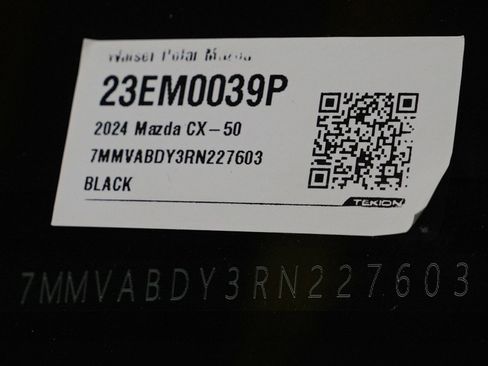 23EM0039P
2024 Mazda CX-50
7MMVABDY3RN227603
BLACK
TEKION
7MMVABDY3RN227603